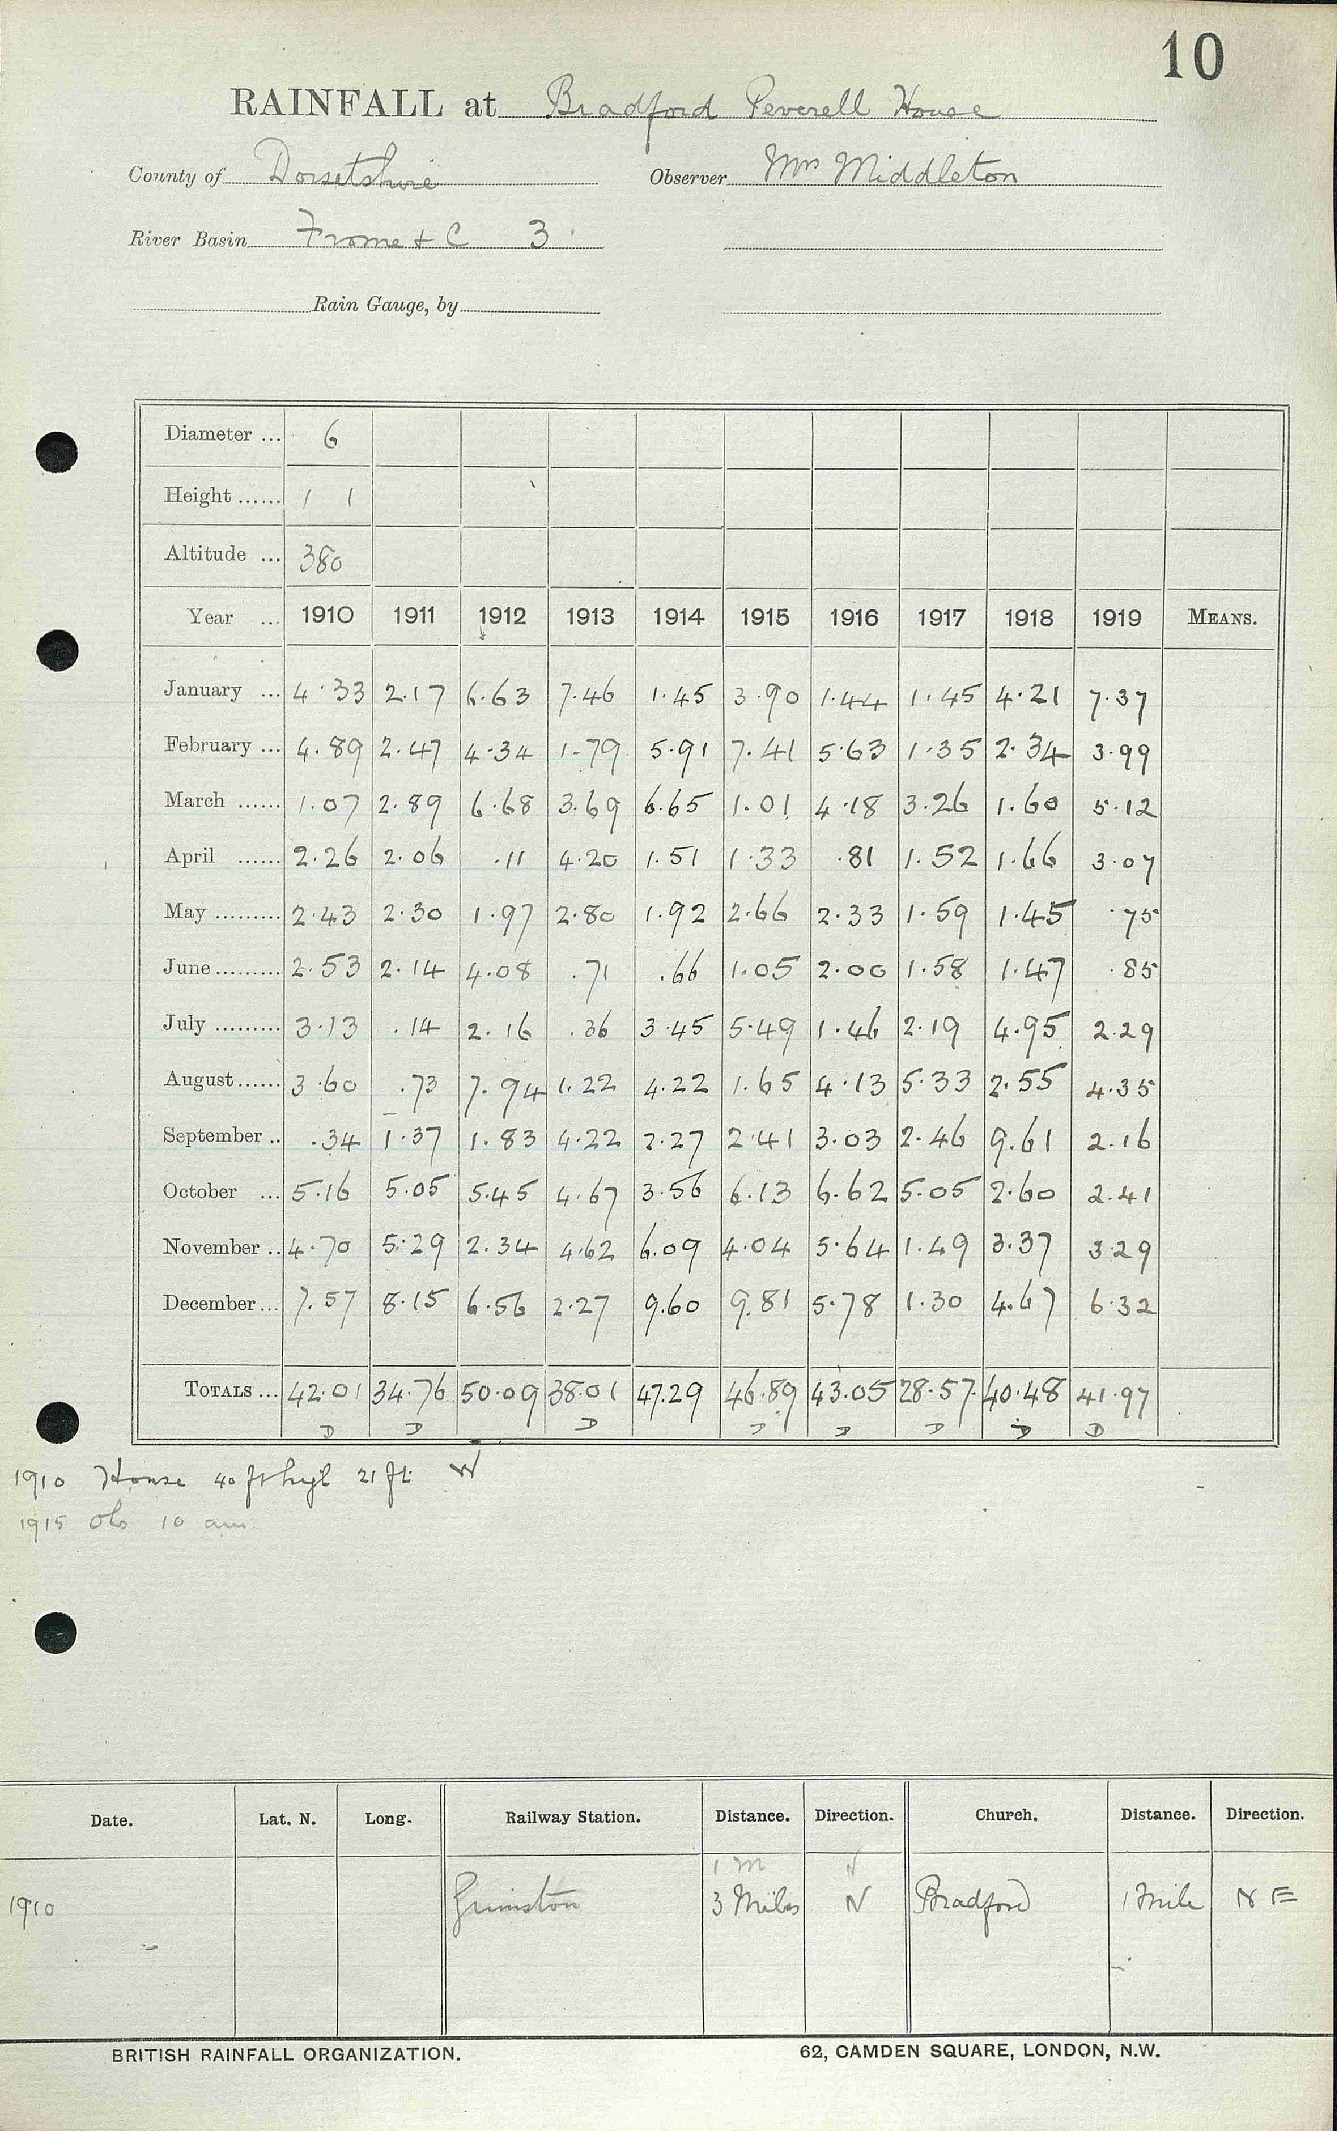 10
RAINFALL at Bradford Peverell House
County of Dorsetshire Observer Mrs Middleton
River Basin Frome & C 3
Rain Gauge, by
Diameter ... 6
Height ...... 1 1
Altitude ... 380
Year ... 1910 1911 1912 1913 1914 1915 1916 1917 1918 1919 MEANS.
January ... 4.33 2.17 6.63 7.46 1.45 3.90 1.44 1.45 4.21 7.37
February ... 4.89 2.47 4.34 1.79 5.91 7.41 5.63 1.35 2.34 3.99
March ...... 1.07 2.89 6.68 3.69 6.65 1.01 4.18 3.26 1.60 5.12
April ...... 2.26 2.06 .11 4.20 1.51 1.33 .81 1.52 1.66 3.07
May ......... 2.43 2.30 1.97 2.80 1.92 2.66 2.33 1.59 1.45 .75
June ......... 2.53 2.14 4.08 .71 .66 1.05 2.00 1.58 1.47 .85
July ......... 3.13 .14 2.16 .36 3.45 5.49 1.46 2.19 4.95 2.29
August ...... 3.60 .73 7.94 1.22 4.22 1.65 4.13 5.33 2.55 4.35
September .. .34 1.37 1.83 4.22 2.27 2.41 3.03 2.46 9.61 2.16
October ... 5.16 5.05 5.45 4.67 3.56 6.13 6.62 5.05 2.60 2.41
November .. 4.70 5.29 2.34 4.62 6.09 4.04 5.64 1.49 3.37 3.29
December ... 7.57 8.15 6.56 2.27 9.60 9.81 5.78 1.30 4.67 6.32
TOTALS ... 42.01 34.76 50.09 38.01 47.29 46.89 43.05 28.57 40.48 41.97
D D D D D D D D
1910 House 40 ft high 21 ft W
1915 Obs 10 am
Date. Lat. N. Long. Railway Station. Distance. Direction. Church. Distance. Direction.
1 m
1910 Grimston 3 Miles N Bradford 1 Mile N E
BRITISH RAINFALL ORGANIZATION. 62, CAMDEN SQUARE, LONDON, N.W.